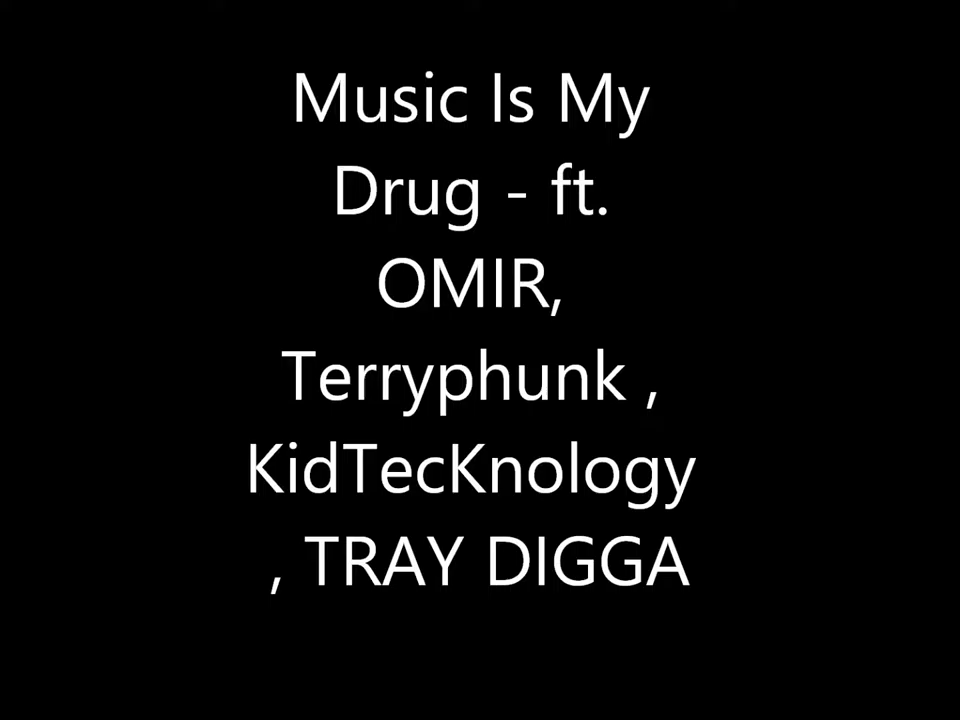 Music Is My
Drug - ft.
OMIR,
Terryphunk ,
KidTecKnology
, TRAY DIGGA